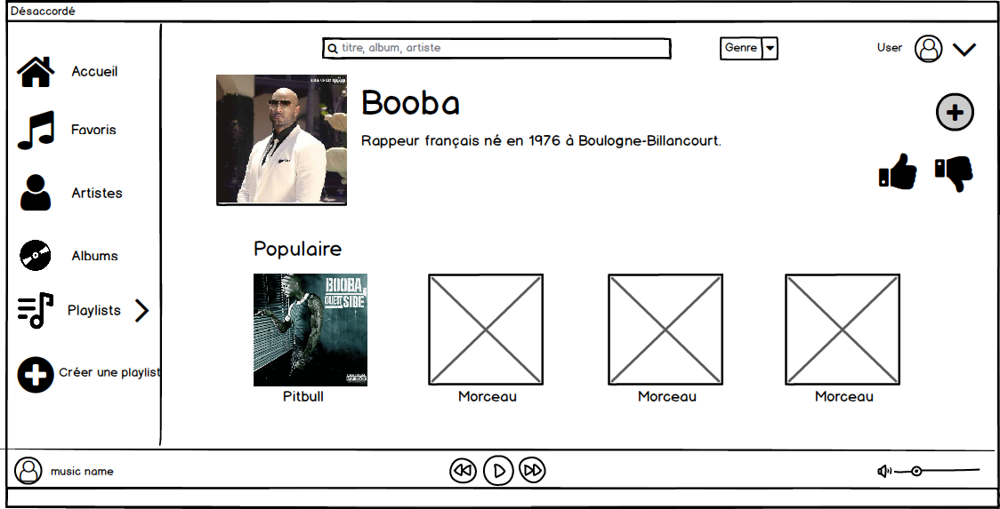 Désaccordé
titre, album, artiste
Genre
User
Accueil
Favoris
Artistes
Albums
Playlists
Créer une playlist
Booba
Rappeur français né en 1976 à Boulogne-Billancourt.
Populaire
BOOBA
OUEST SIDE
Pitbull
Morceau
Morceau
Morceau
music name